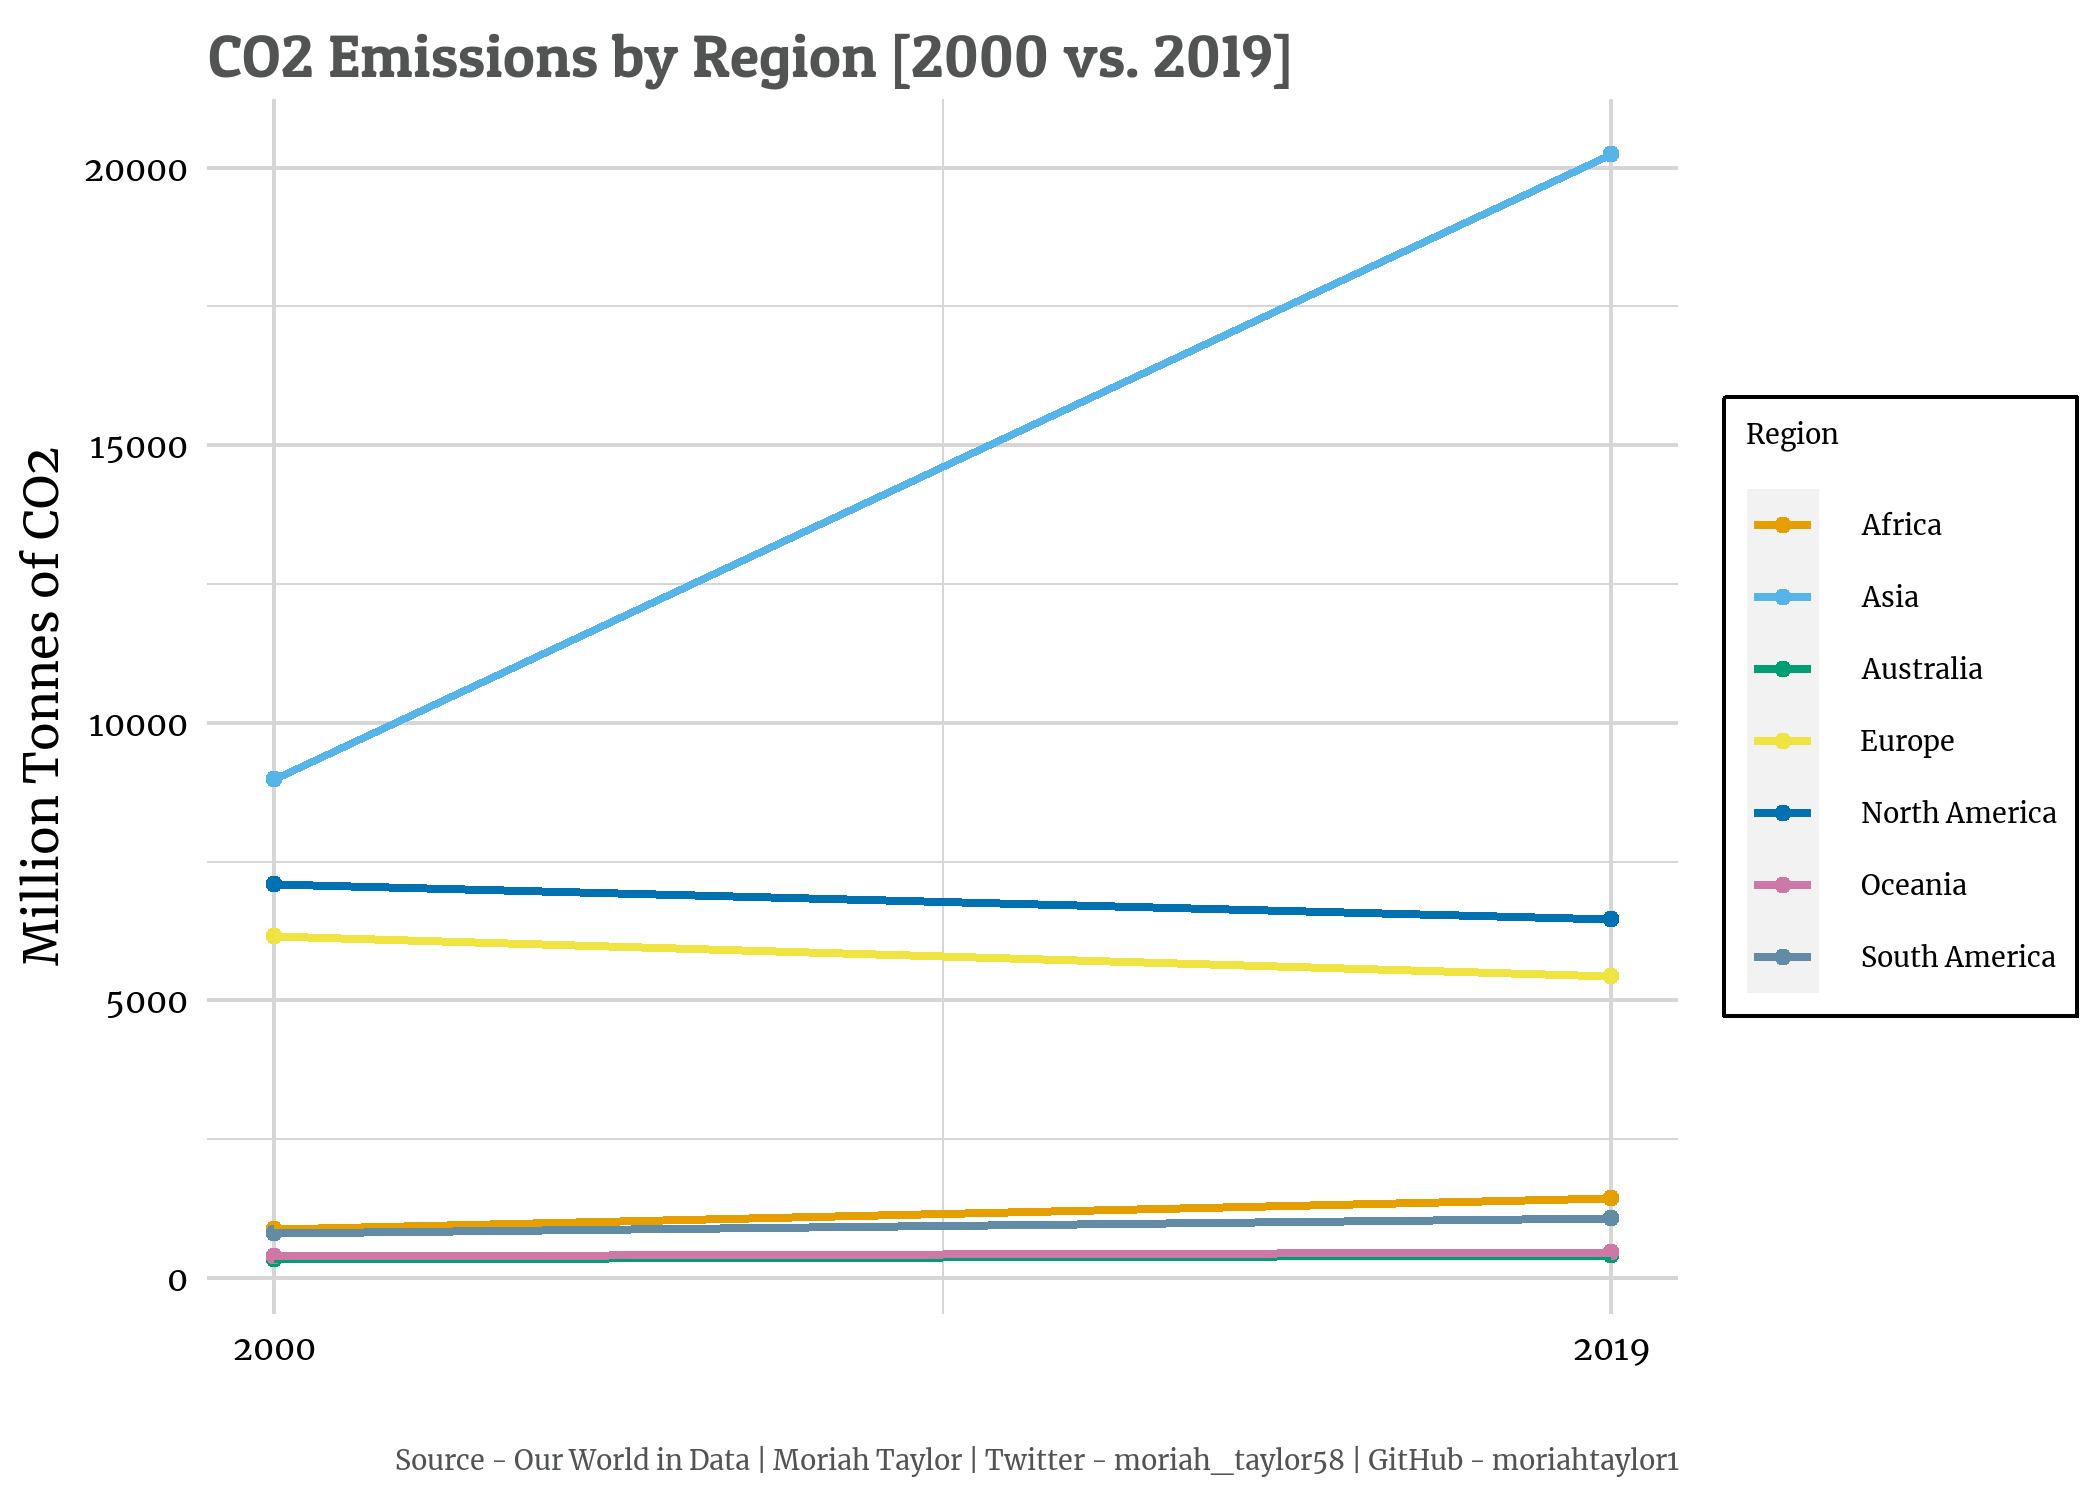 CO2 Emissions by Region [2000 vs. 2019]
Million Tonnes of CO2
20000
15000
10000
5000
0
2000
2019
Region
Africa
Asia
Australia
Europe
North America
Oceania
South America
Source - Our World in Data | Moriah Taylor | Twitter - moriah_taylor58 | GitHub - moriahtaylor1